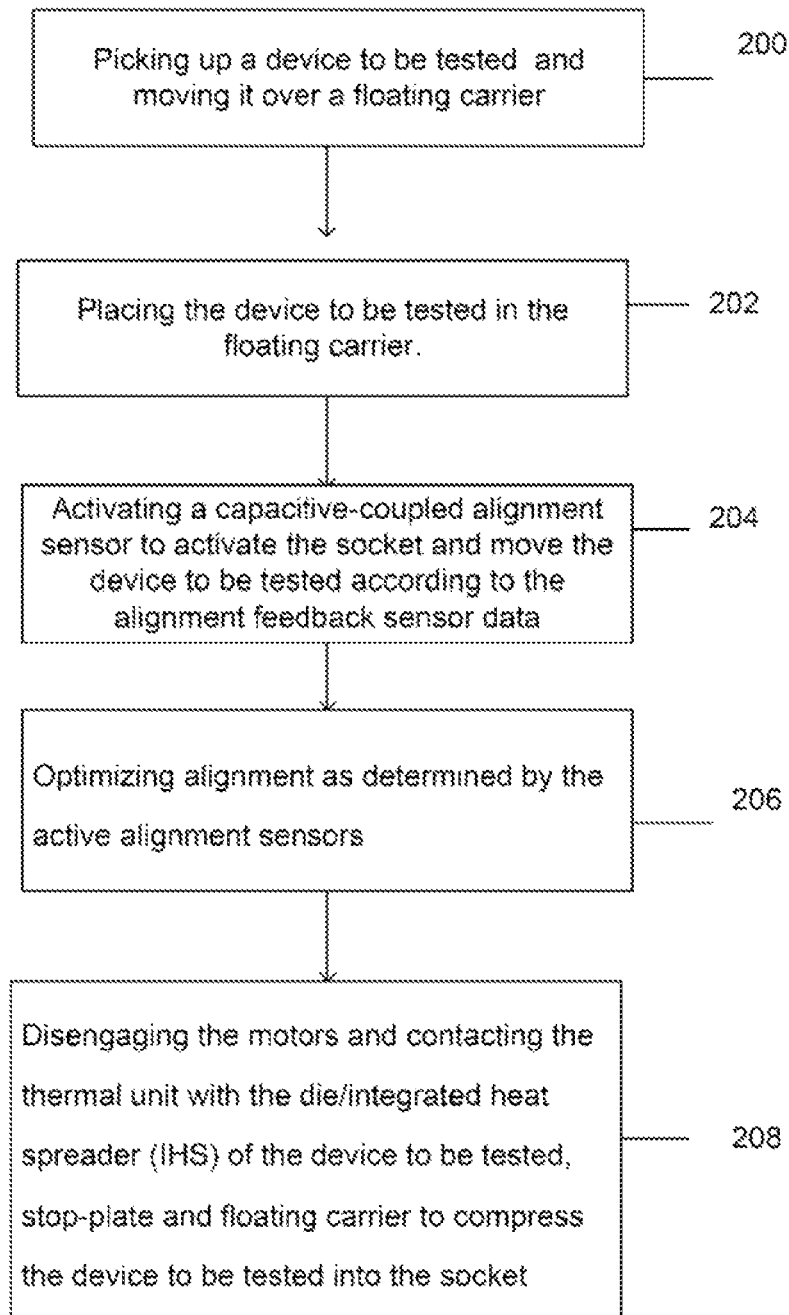 Picking up a device to be tested and
moving it over a floating carrier
200
Placing the device to be tested in the
floating carrier.
202
Activating a capacitive-coupled alignment
sensor to activate the socket and move the
device to be tested according to the
alignment feedback sensor data
204
Optimizing alignment as determined by the
active alignment sensors
206
Disengaging the motors and contacting the
thermal unit with the die/integrated heat
spreader (IHS) of the device to be tested,
stop-plate and floating carrier to compress
the device to be tested into the socket
208